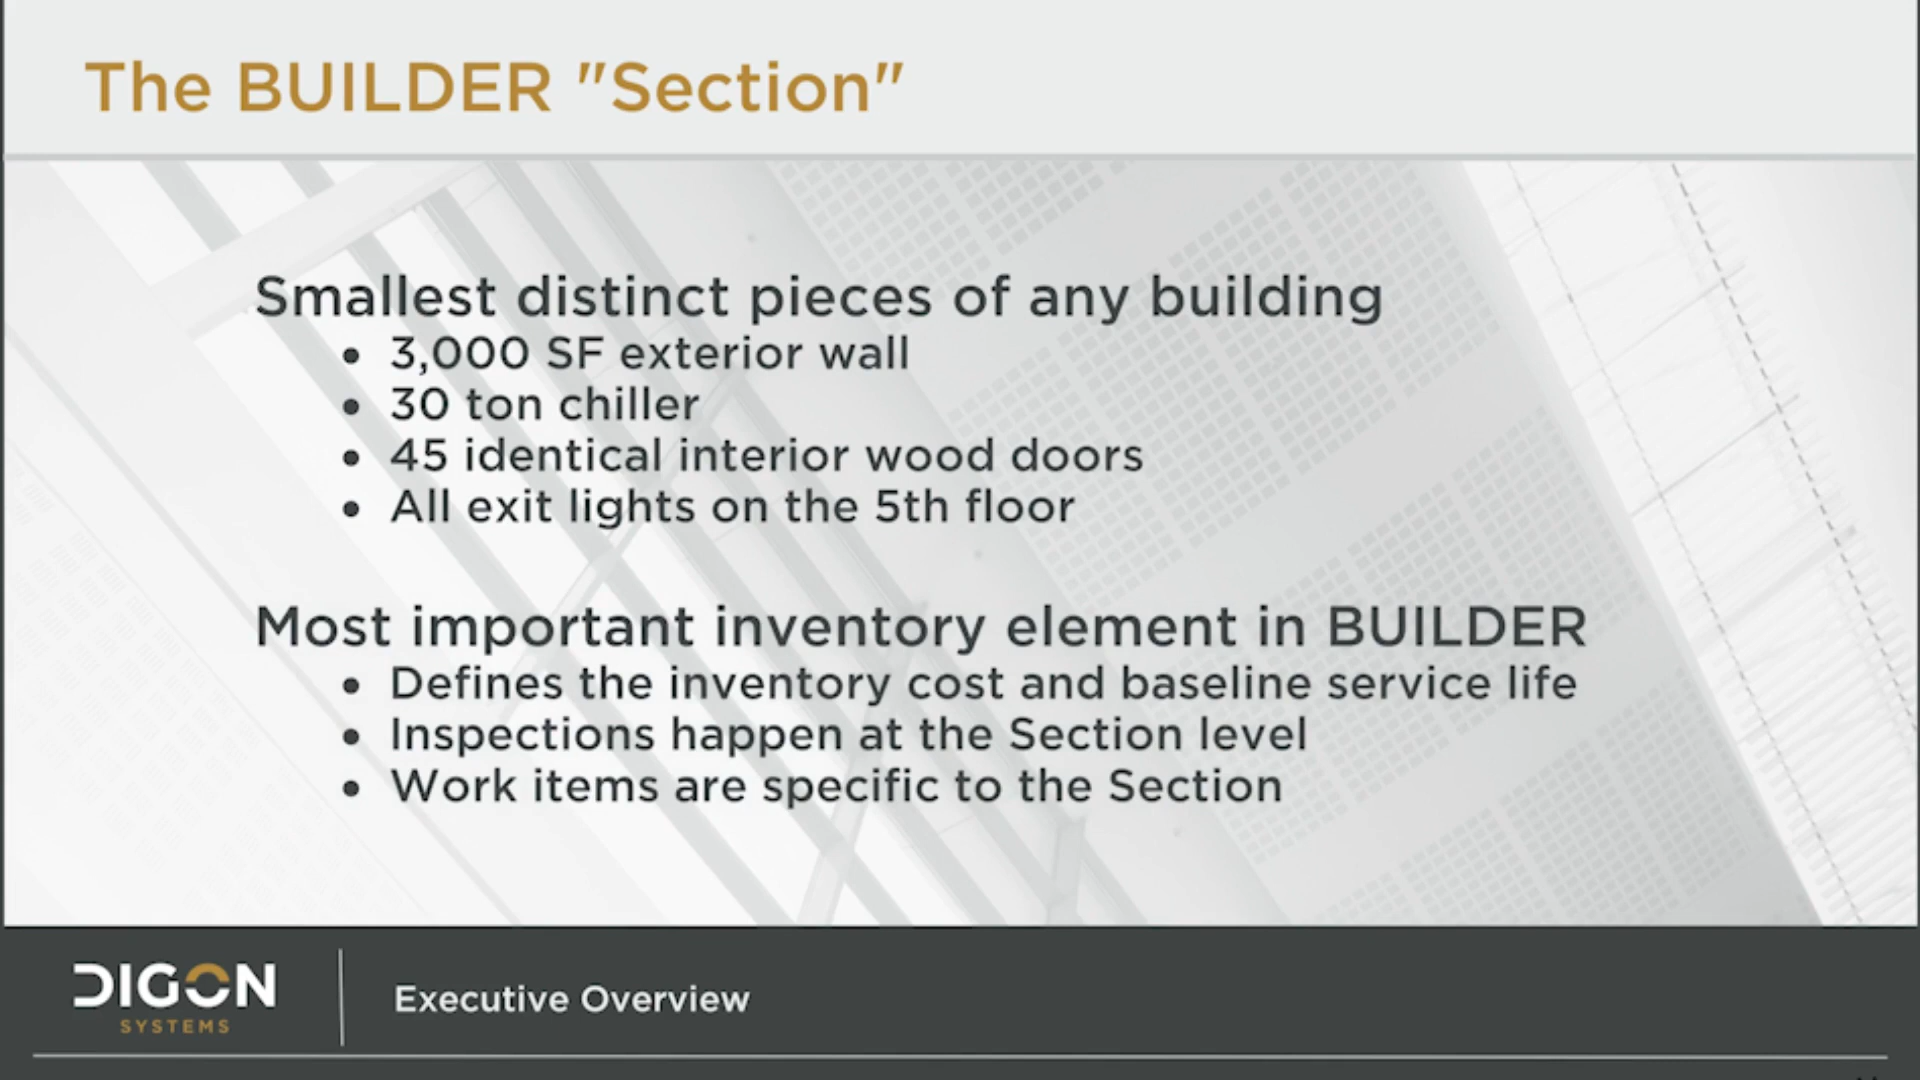 The BUILDER "Section"
Smallest distinct pieces of any building
• 3,000 SF exterior wall
• 30 ton chiller
• 45 identical interior wood doors
• All exit lights on the 5th floor
Most important inventory element in BUILDER
• Defines the inventory cost and baseline service life
• Inspections happen at the Section level
• Work items are specific to the Section
DIGON
SYSTEMS
Executive Overview